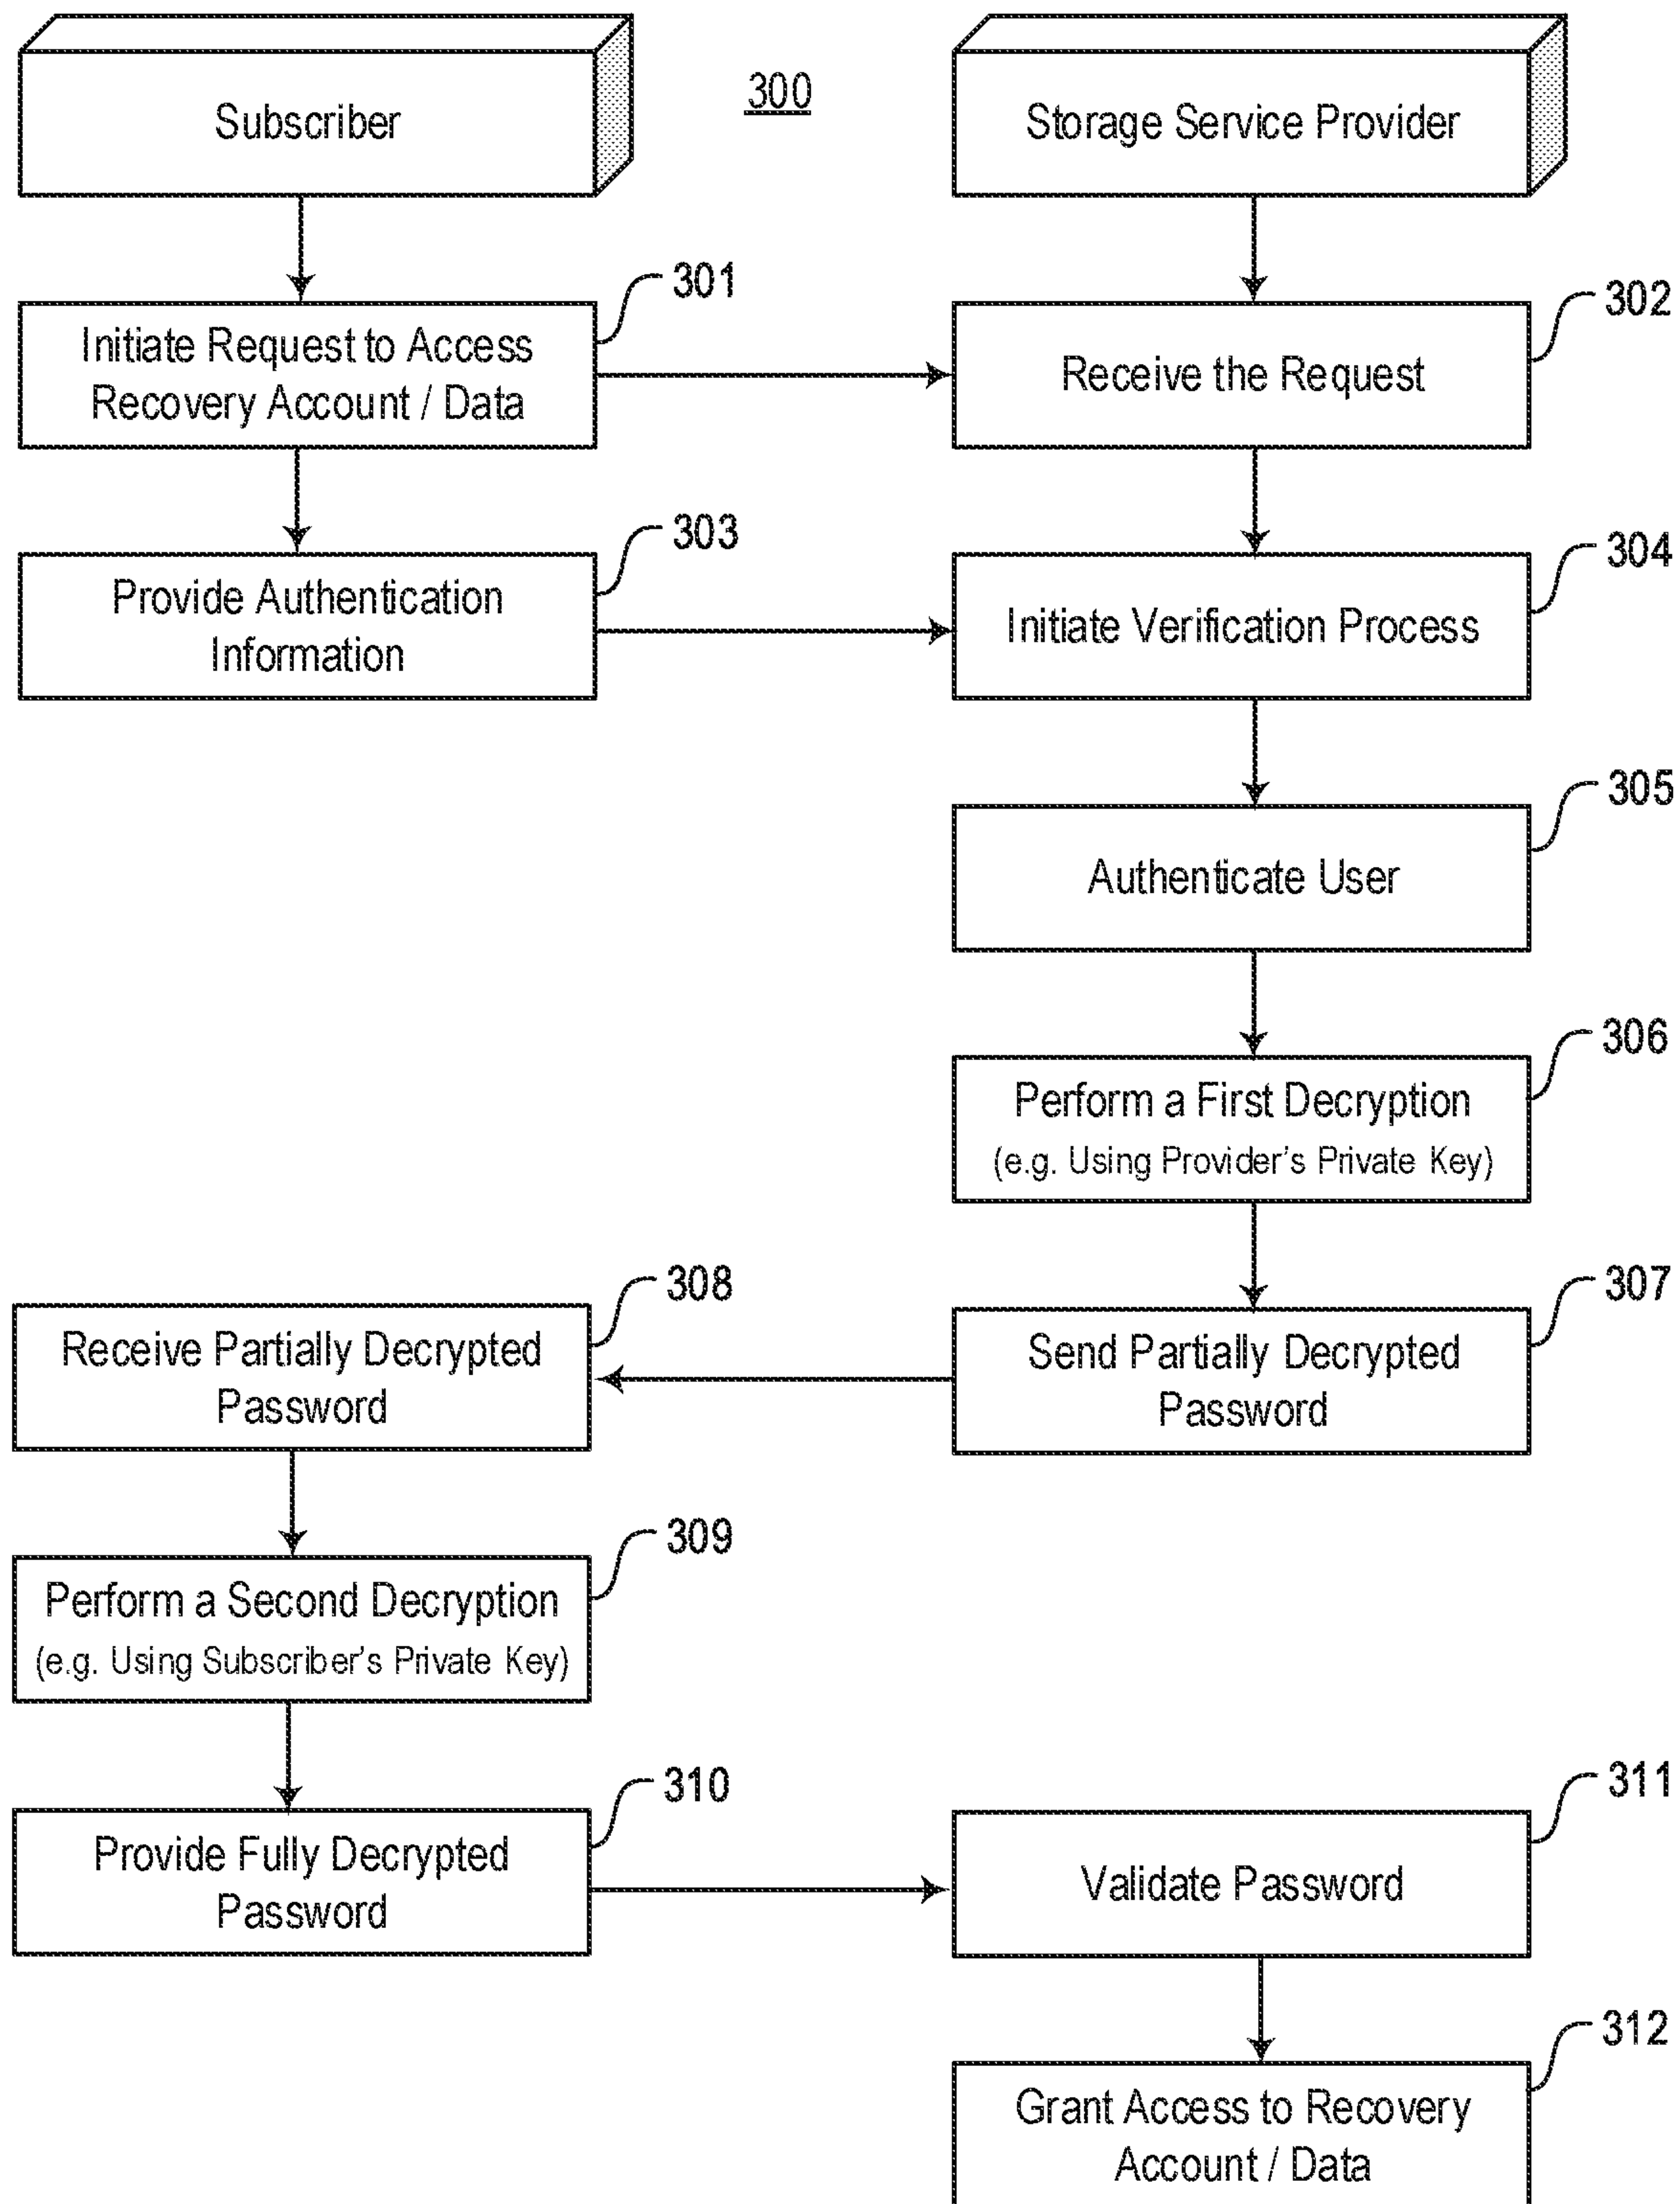 Subscriber
300
Storage Service Provider
301
Initiate Request to Access
Recovery Account / Data
302
Receive the Request
303
Provide Authentication
Information
304
Initiate Verification Process
305
Authenticate User
306
Perform a First Decryption
(e.g. Using Provider's Private Key)
307
Send Partially Decrypted
Password
308
Receive Partially Decrypted
Password
309
Perform a Second Decryption
(e.g. Using Subscriber's Private Key)
310
Provide Fully Decrypted
Password
311
Validate Password
312
Grant Access to Recovery
Account / Data